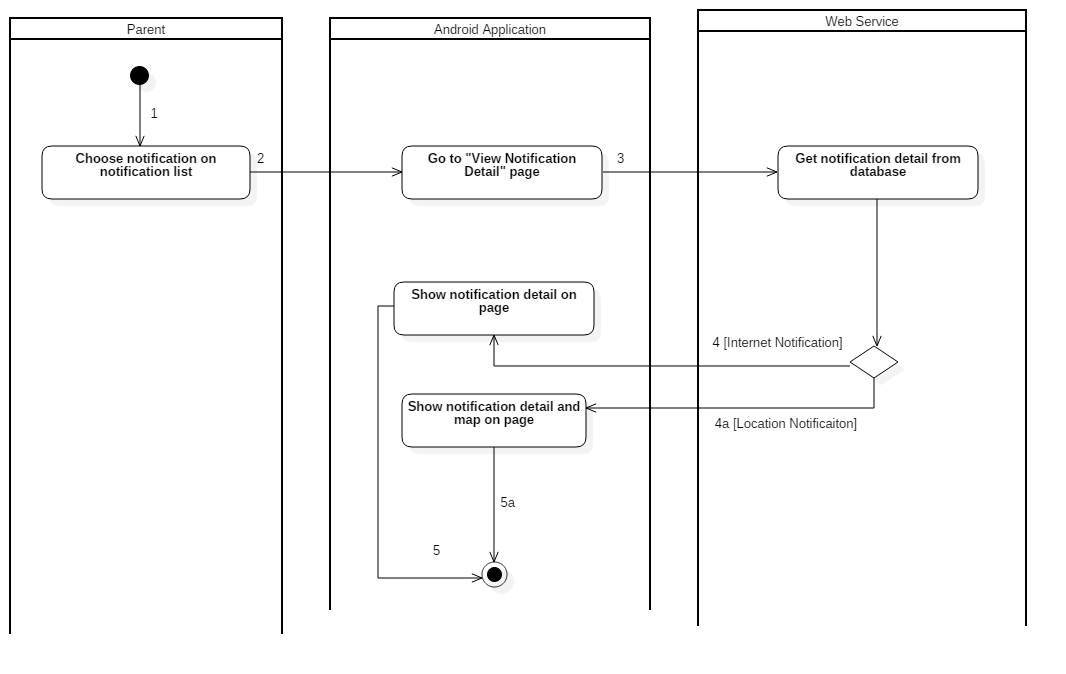 Parent
Android Application
Web Service
1
Choose notification on
notification list
2
Go to "View Notification
Detail" page
3
Get notification detail from
database
Show notification detail on
page
4 [Internet Notification]
Show notification detail and
map on page
4a [Location Notificaiton]
5a
5